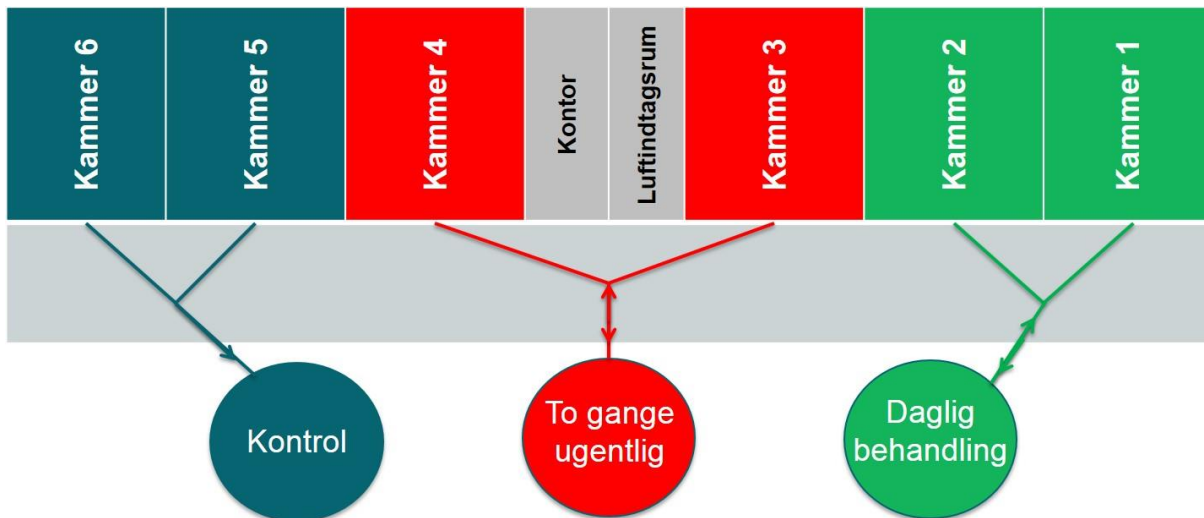 Kammer 6
Kammer 5
Kammer 4
Kontor
Luftindtagsrum
Kammer 3
Kammer 2
Kammer 1
Kontrol
To gange
ugentlig
Daglig
behandling